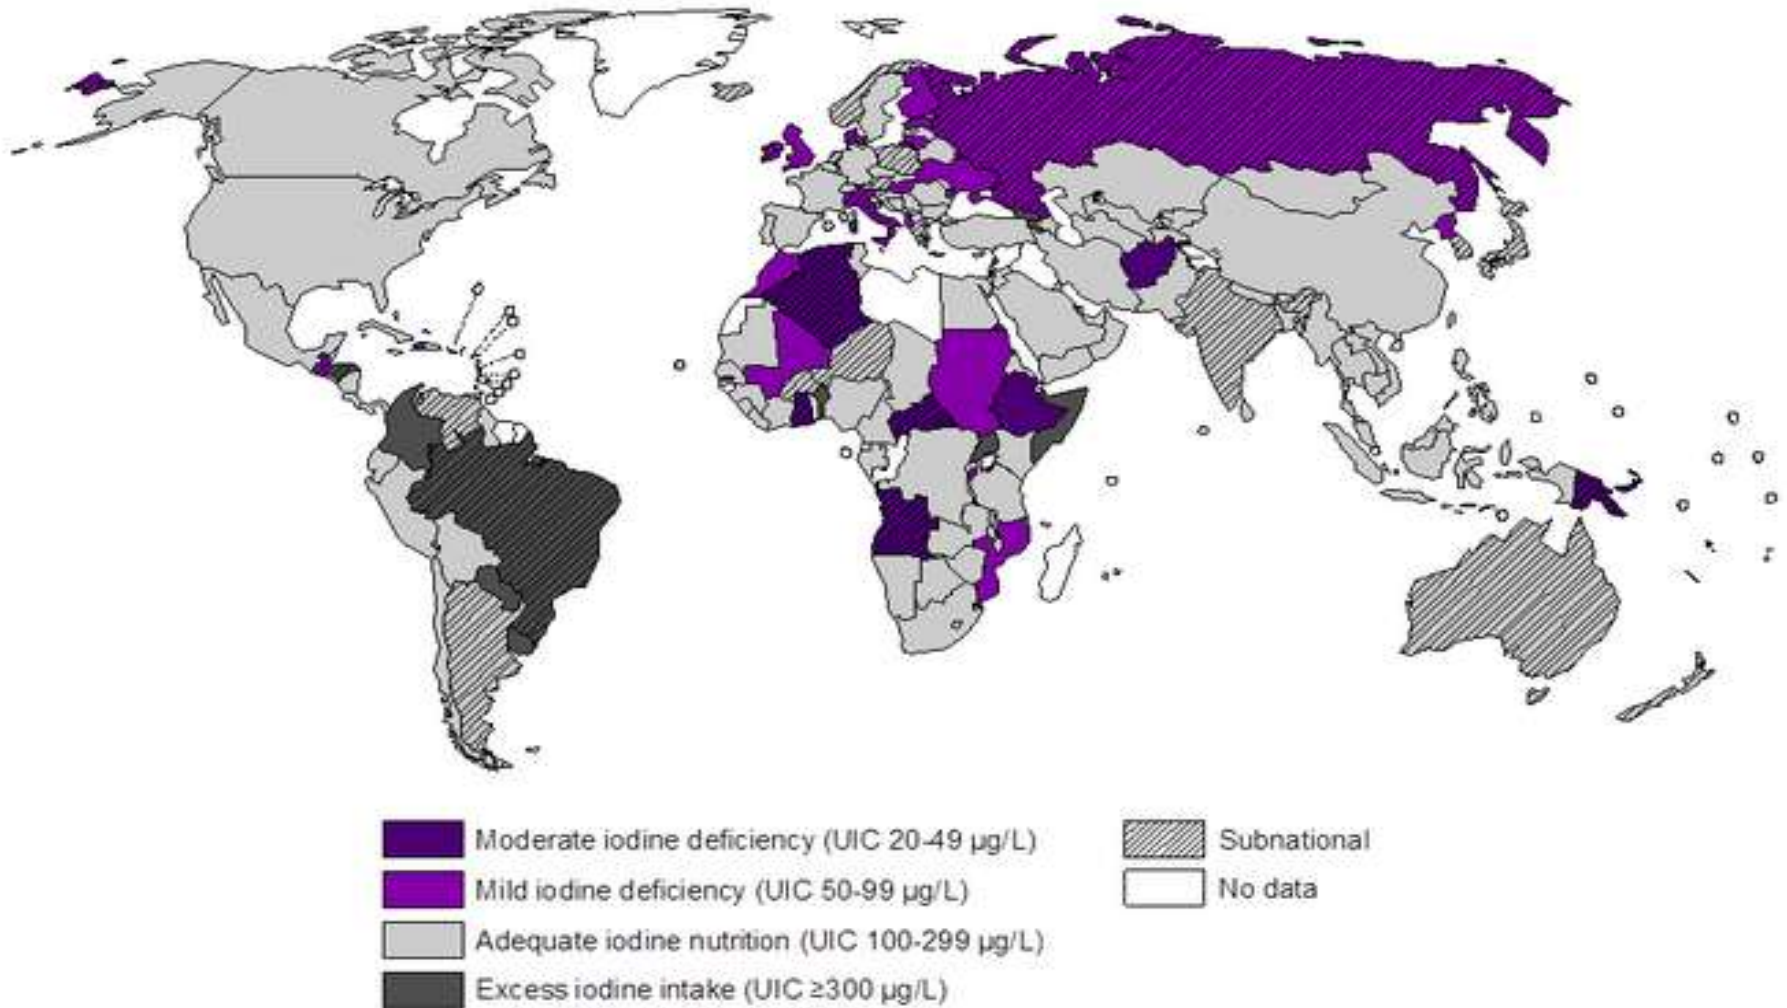 Moderate iodine deficiency (UIC 20-49 µg/L)
Mild iodine deficiency (UIC 50-99 µg/L)
Adequate iodine nutrition (UIC 100-299 µg/L)
Excess iodine intake (UIC ≥300 µg/L)
Subnational
No data